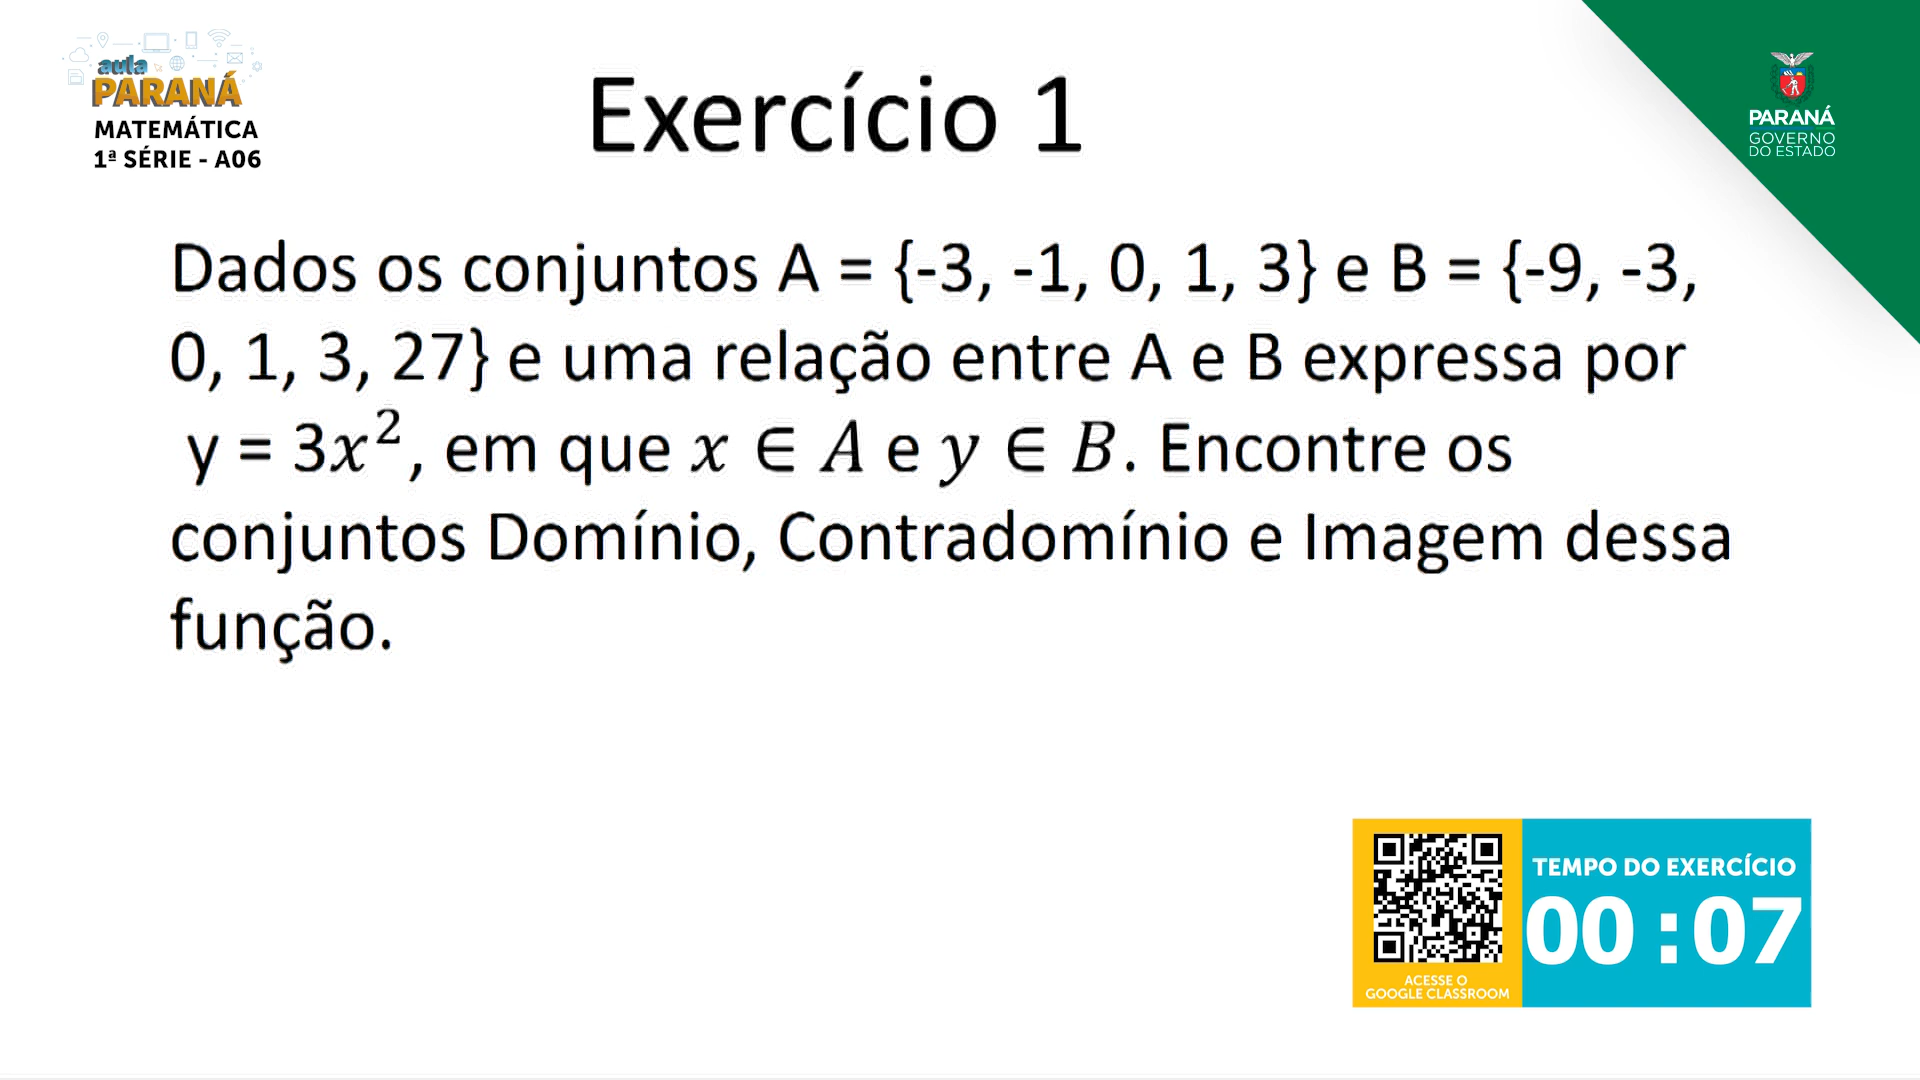 aula
PARANÁ
MATEMÁTICA
1ª SÉRIE - A06
Exercício 1
PARANÁ
GOVERNO
DO ESTADO
Dados os conjuntos A = {-3, -1, 0, 1, 3} e B = {-9, -3,
0, 1, 3, 27} e uma relação entre A e B expressa por
y = 3x², em que x ∈ A e y ∈ B. Encontre os
conjuntos Domínio, Contradomínio e Imagem dessa
função.
TEMPO DO EXERCÍCIO
00 :07
ACESSE O
GOOGLE CLASSROOM